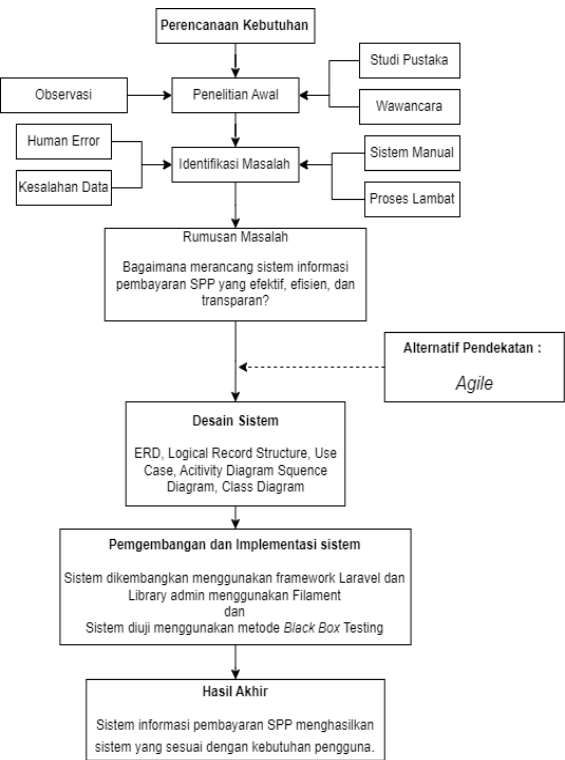 Perencanaan Kebutuhan
Studi Pustaka
Observasi
Penelitian Awal
Wawancara
Human Error
Sistem Manual
Identifikasi Masalah
Kesalahan Data
Proses Lambat
Rumusan Masalah
Bagaimana merancang sistem informasi
pembayaran SPP yang efektif, efisien, dan
transparan?
Alternatif Pendekatan :
Agile
Desain Sistem
ERD, Logical Record Structure, Use
Case, Acitivity Diagram Squence
Diagram, Class Diagram
Pemgembangan dan Implementasi sistem
Sistem dikembangkan menggunakan framework Laravel dan
Library admin menggunakan Filament
dan
Sistem diuji menggunakan metode Black Box Testing
Hasil Akhir
Sistem informasi pembayaran SPP menghasilkan
sistem yang sesuai dengan kebutuhan pengguna.